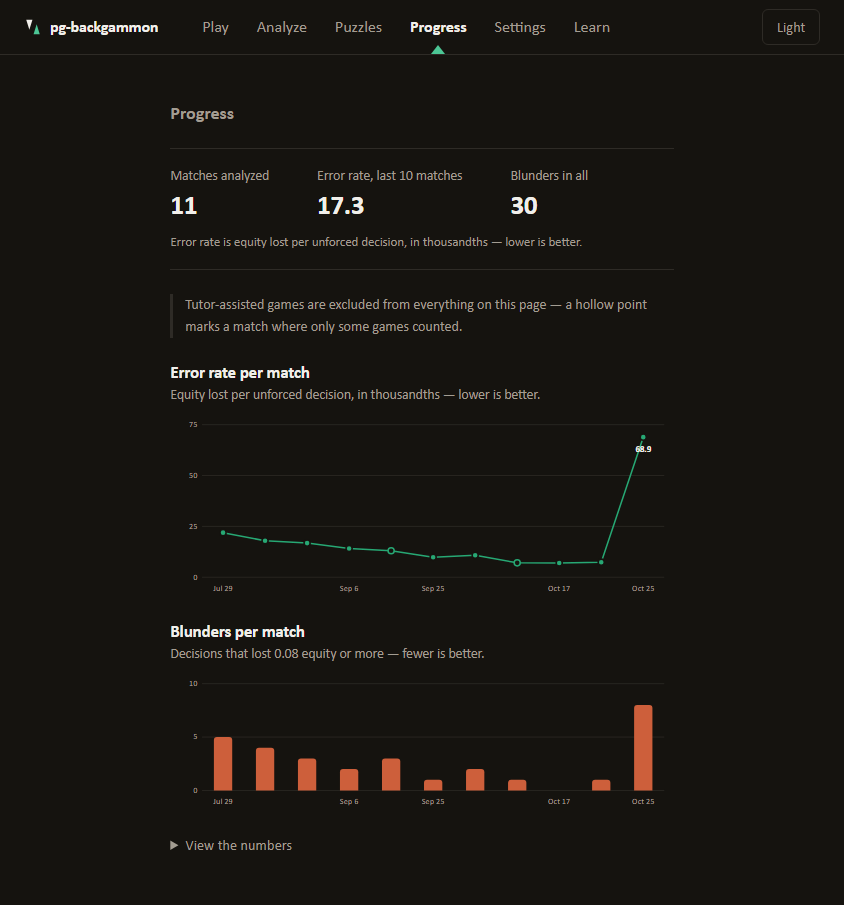 pg-backgammon Play Analyze Puzzles Progress Settings Learn Light
Progress
Matches analyzed Error rate, last 10 matches Blunders in all
11 17.3 30
Error rate is equity lost per unforced decision, in thousandths — lower is better.
Tutor-assisted games are excluded from everything on this page — a hollow point
marks a match where only some games counted.
Error rate per match
Equity lost per unforced decision, in thousandths — lower is better.
75
68.9
50
25
0
Jul 29 Sep 6 Sep 25 Oct 17 Oct 25
Blunders per match
Decisions that lost 0.08 equity or more — fewer is better.
10
5
0
Jul 29 Sep 6 Sep 25 Oct 17 Oct 25
View the numbers